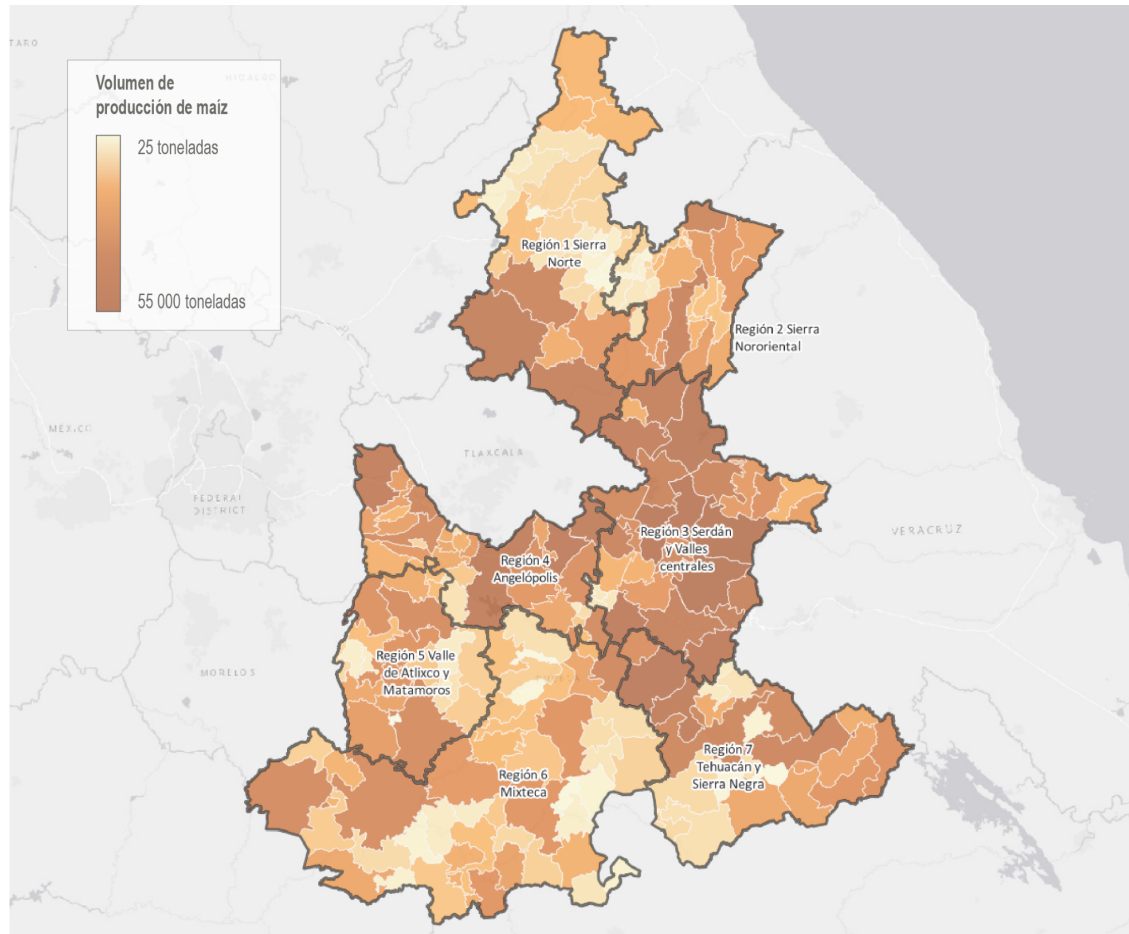 TARO
HIDALGO
Volumen de
producción de maíz
25 toneladas
55 000 toneladas
Región 1 Sierra
Norte
Región 2 Sierra
Nororiental
MEXICO
TLAXCALA
FEDERAL
DISTRICT
VERACRUZ
Región 3 Serdán
y Valles
centrales
Región 4
Angelópolis
MORELOS
Región 5 Valle
de Atlixco y
Matamoros
Región 7
Tehuacán y
Sierra Negra
Región 6
Mixteca